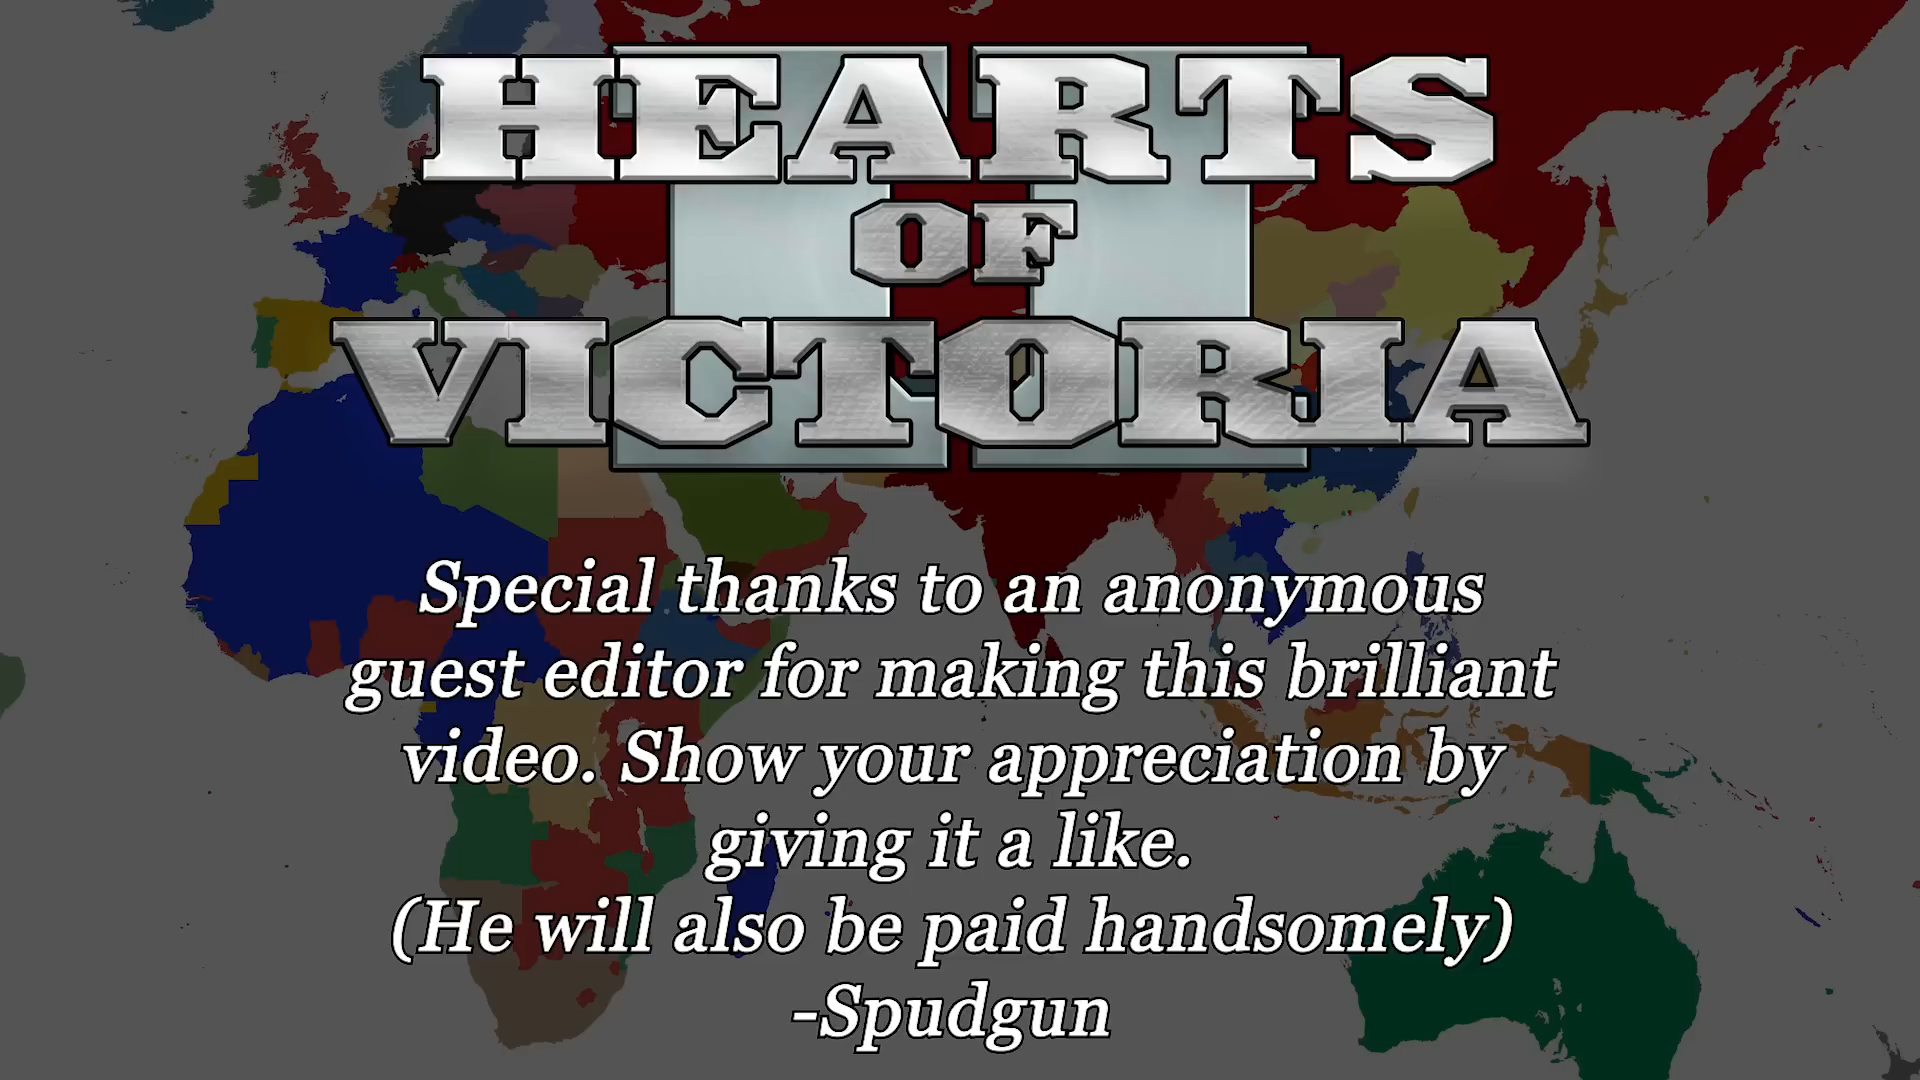 HEARTS
OF
VICTORIA
II
Special thanks to an anonymous
guest editor for making this brilliant
video. Show your appreciation by
giving it a like.
(He will also be paid handsomely)
-Spudgun